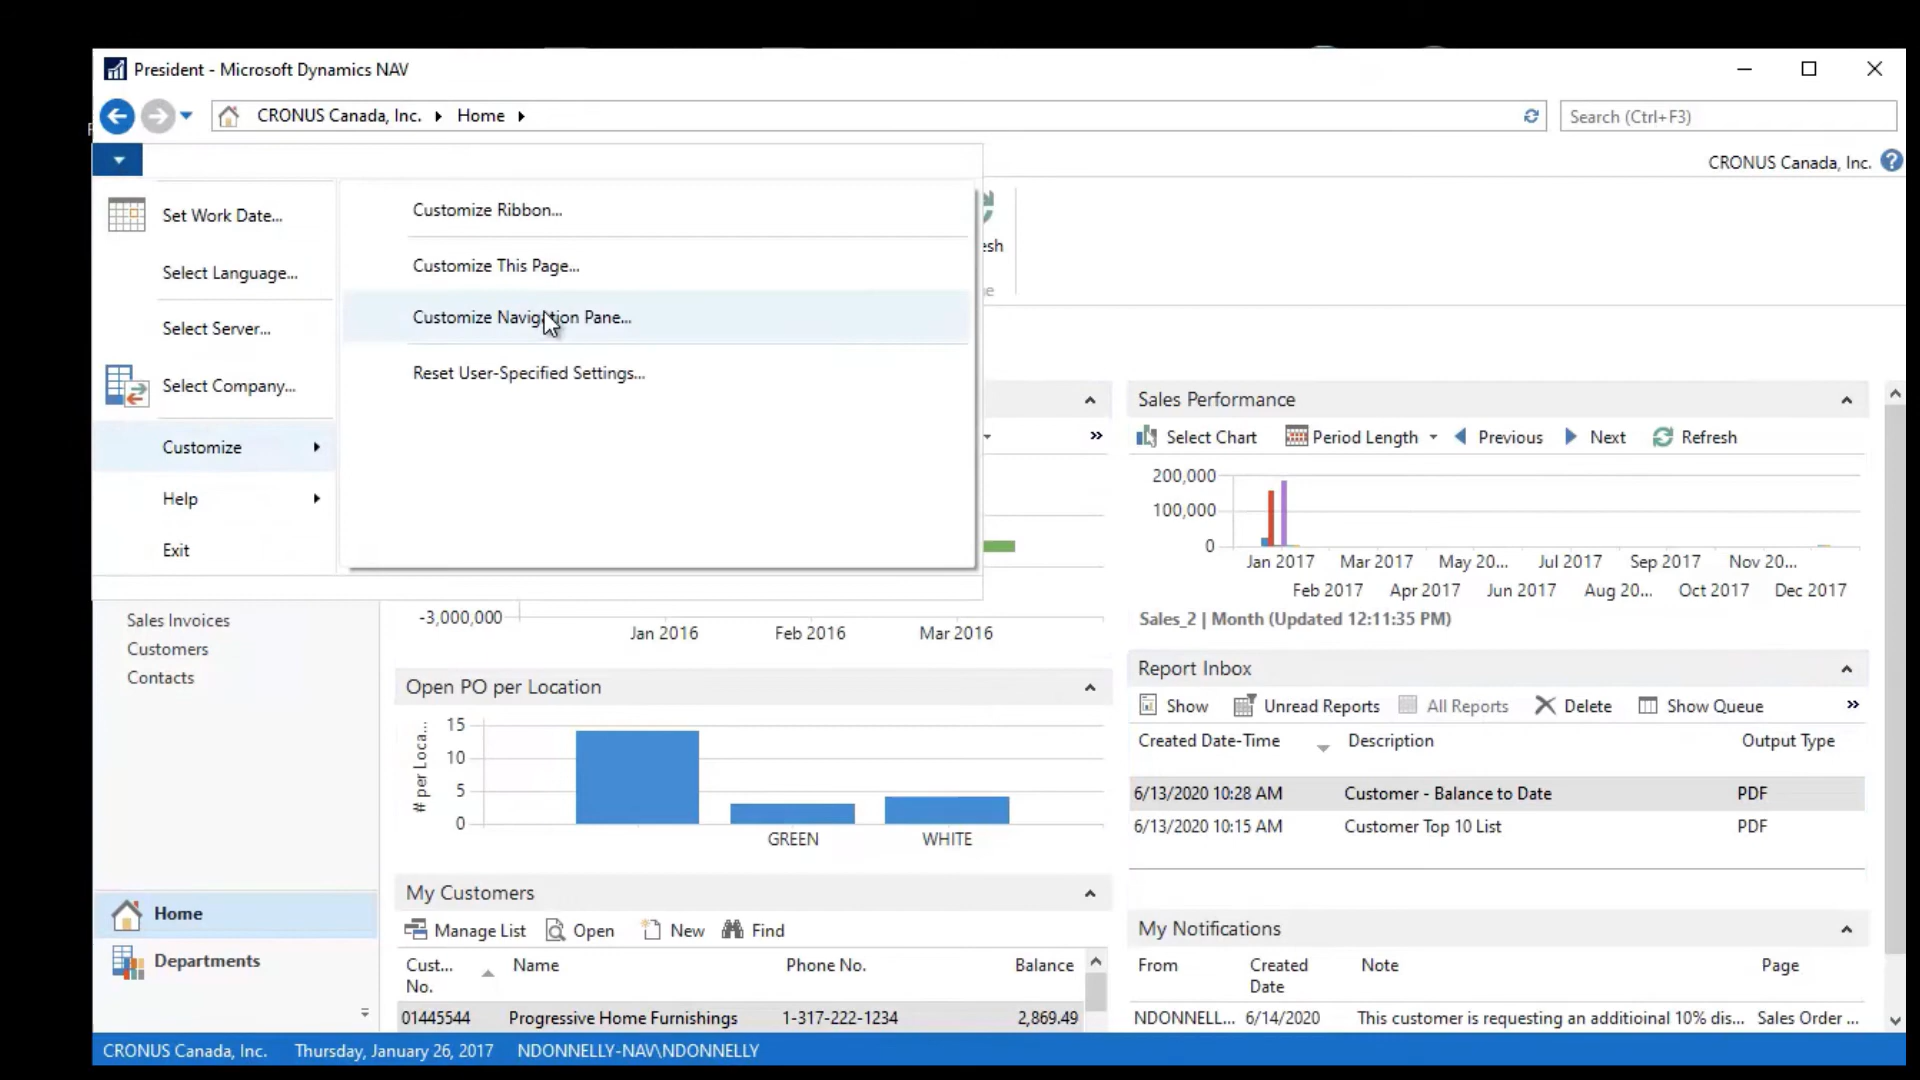 President - Microsoft Dynamics NAV
CRONUS Canada, Inc. Home
Search (Ctrl+F3)
CRONUS Canada, Inc.
Set Work Date...
Select Language...
Select Server...
Select Company...
Customize
Help
Exit
Customize Ribbon...
Customize This Page...
Customize Navigation Pane...
Reset User-Specified Settings...
esh
e
Sales Invoices
Customers
Contacts
Home
Departments
-3,000,000
Jan 2016 Feb 2016 Mar 2016
Open PO per Location
# per Loca...
15
10
5
0
GREEN WHITE
My Customers
Manage List Open New Find
Cust... No. Name Phone No. Balance
01445544 Progressive Home Furnishings 1-317-222-1234 2,869.49
Sales Performance
Select Chart Period Length Previous Next Refresh
200,000
100,000
0
Jan 2017 Mar 2017 May 20... Jul 2017 Sep 2017 Nov 20...
Feb 2017 Apr 2017 Jun 2017 Aug 20... Oct 2017 Dec 2017
Sales_2 | Month (Updated 12:11:35 PM)
Report Inbox
Show Unread Reports All Reports Delete Show Queue
Created Date-Time Description Output Type
6/13/2020 10:28 AM Customer - Balance to Date PDF
6/13/2020 10:15 AM Customer Top 10 List PDF
My Notifications
From Created Date Note Page
NDONNELL... 6/14/2020 This customer is requesting an additioinal 10% dis... Sales Order ...
CRONUS Canada, Inc. Thursday, January 26, 2017 NDONNELLY-NAV\NDONNELLY